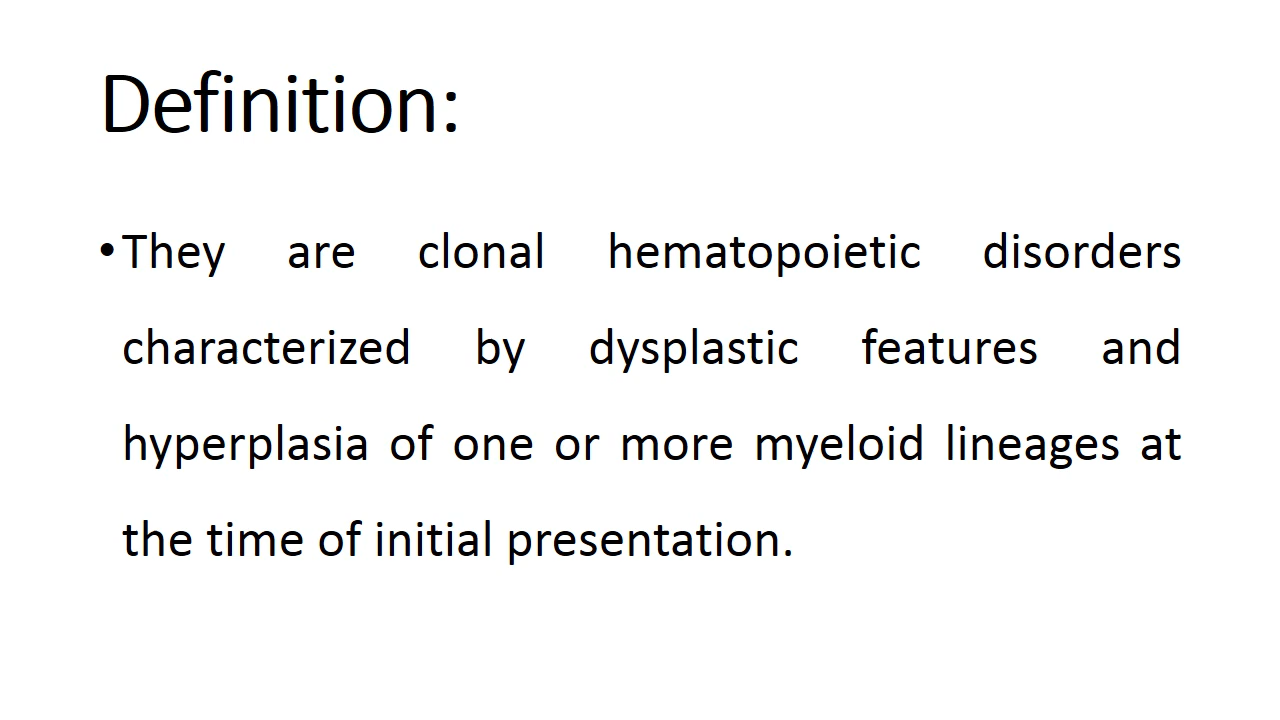 Definition:
•They are clonal hematopoietic disorders
characterized by dysplastic features and
hyperplasia of one or more myeloid lineages at
the time of initial presentation.